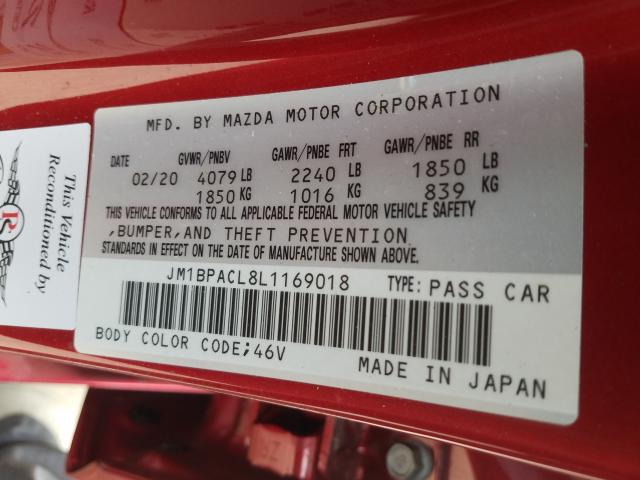 MFD. BY MAZDA MOTOR CORPORATION
DATE GVWR/PNBV GAWR/PNBE FRT GAWR/PNBE RR
02/20 4079 LB 2240 LB 1850 LB
1850 KG 1016 KG 839 KG
THIS VEHICLE CONFORMS TO ALL APPLICABLE FEDERAL MOTOR VEHICLE SAFETY
,BUMPER,AND THEFT PREVENTION
STANDARDS IN EFFECT ON THE DATE OF MANUFACTURE SHOWN ABOVE.
JM1BPACL8L1169018 TYPE: PASS CAR
BODY COLOR CODE;46V
MADE IN JAPAN
This Vehicle
Reconditioned by